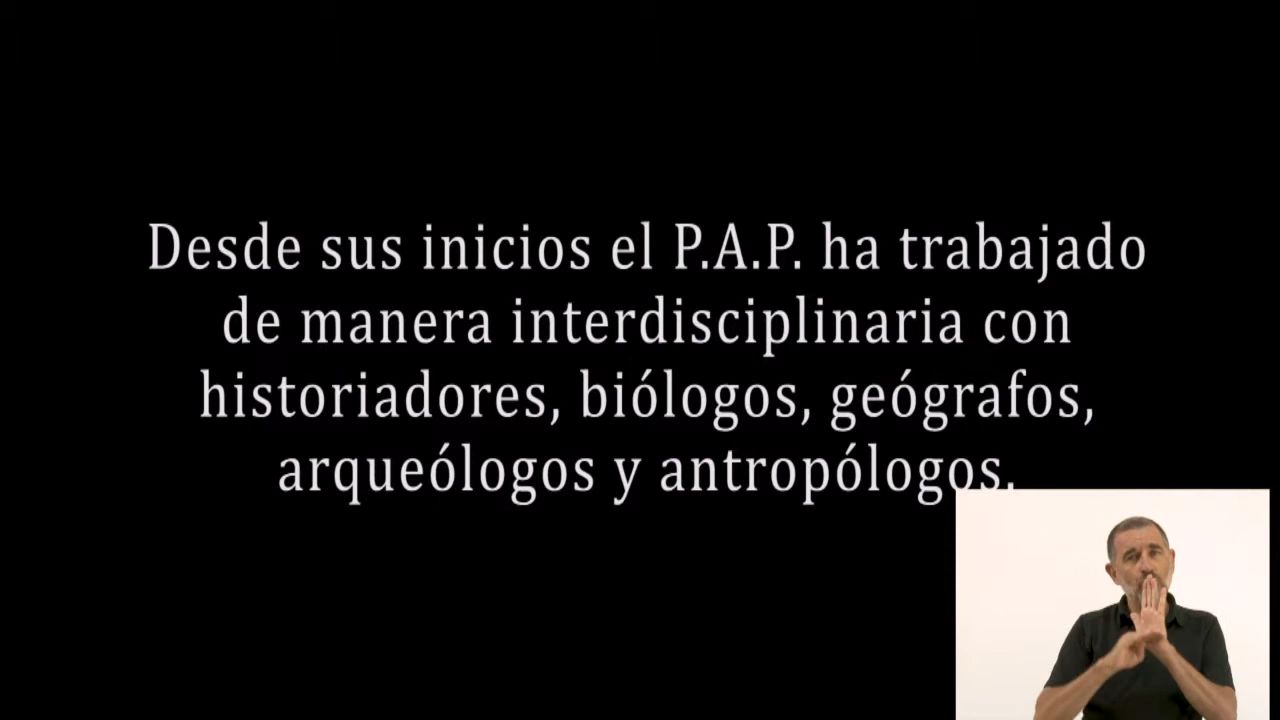 Desde sus inicios el P.A.P. ha trabajado
de manera interdisciplinaria con
historiadores, biólogos, geógrafos,
arqueólogos y antropólogos.